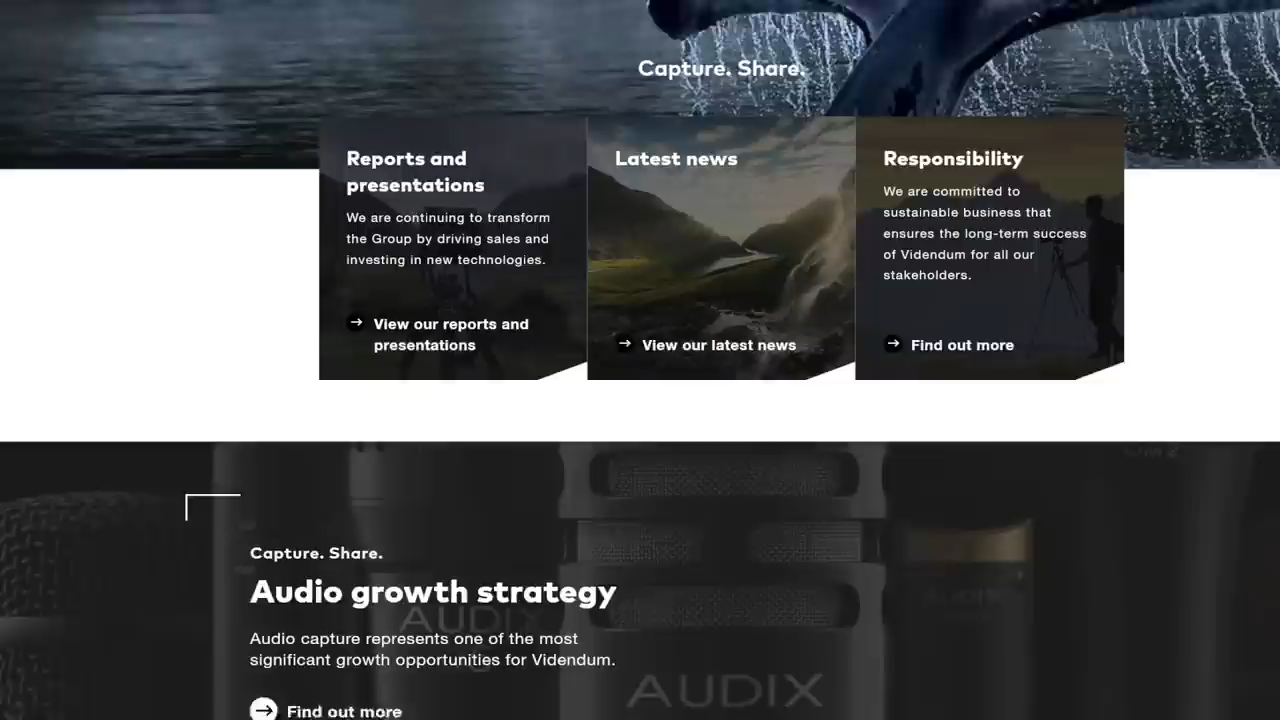 Capture. Share.
Reports and
presentations
We are continuing to transform
the Group by driving sales and
investing in new technologies.
View our reports and
presentations
Latest news
View our latest news
Responsibility
We are committed to
sustainable business that
ensures the long-term success
of Videndum for all our
stakeholders.
Find out more
Capture. Share.
Audio growth strategy
AUDIX
Audio capture represents one of the most
significant growth opportunities for Videndum.
AUDIX
Find out more